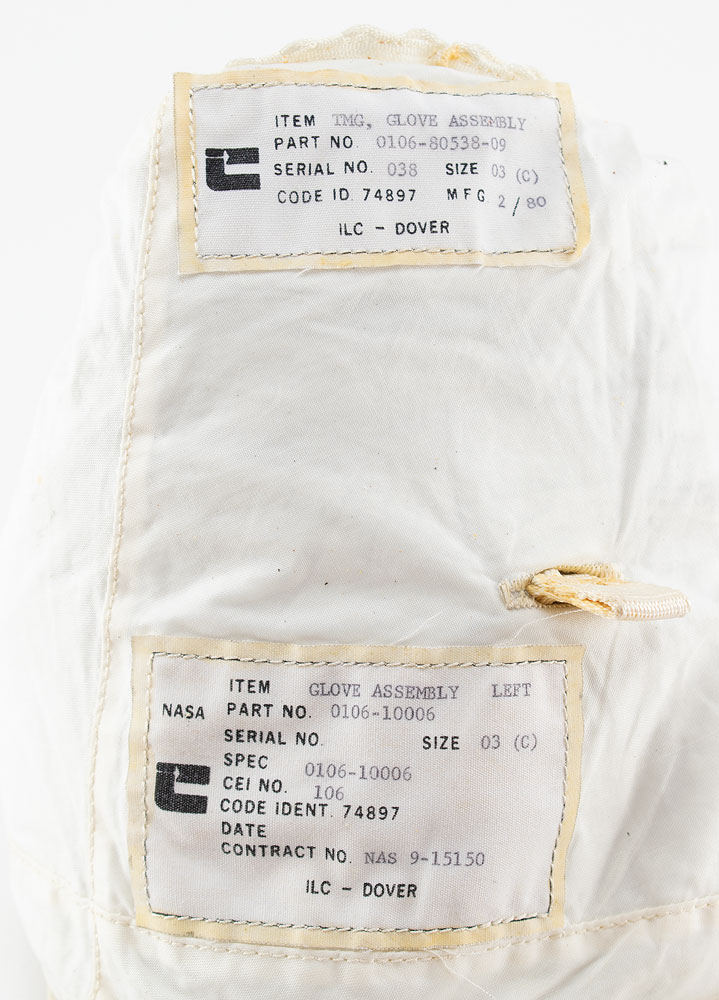 ITEM TMG, GLOVE ASSEMBLY
PART NO. 0106-80538-09
SERIAL NO. 038 SIZE 03 (C)
CODE ID. 74897 MFG. 2/80
ILC - DOVER
ITEM GLOVE ASSEMBLY LEFT
NASA PART NO. 0106-10006
SERIAL NO. SIZE 03 (C)
SPEC 0106-10006
CEI NO. 106
CODE IDENT. 74897
DATE
CONTRACT NO. NAS 9-15150
ILC - DOVER